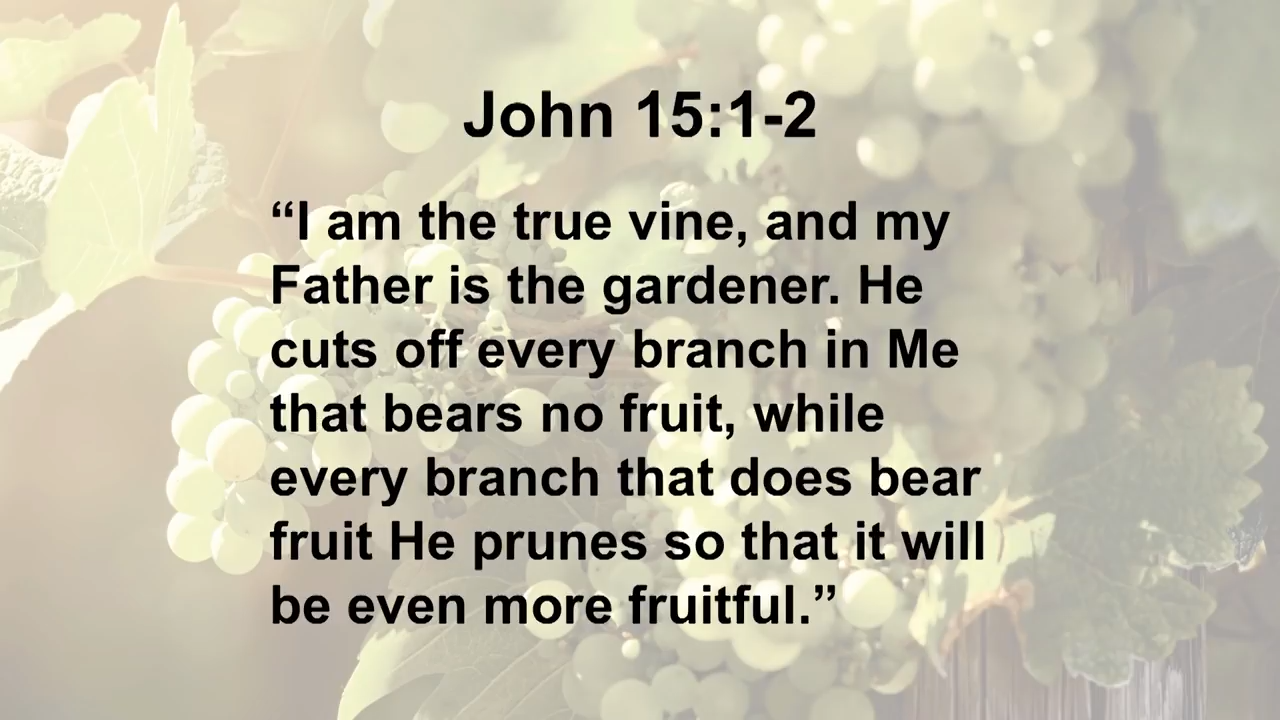 John 15:1-2
“I am the true vine, and my
Father is the gardener. He
cuts off every branch in Me
that bears no fruit, while
every branch that does bear
fruit He prunes so that it will
be even more fruitful.”